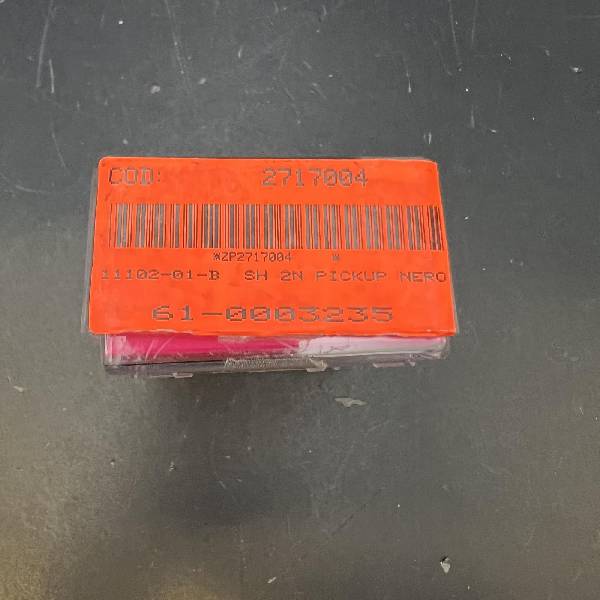 COD: 2717004
*ZP2717004 *
11102-01-B SH 2N PICKUP NERO
61-0003235